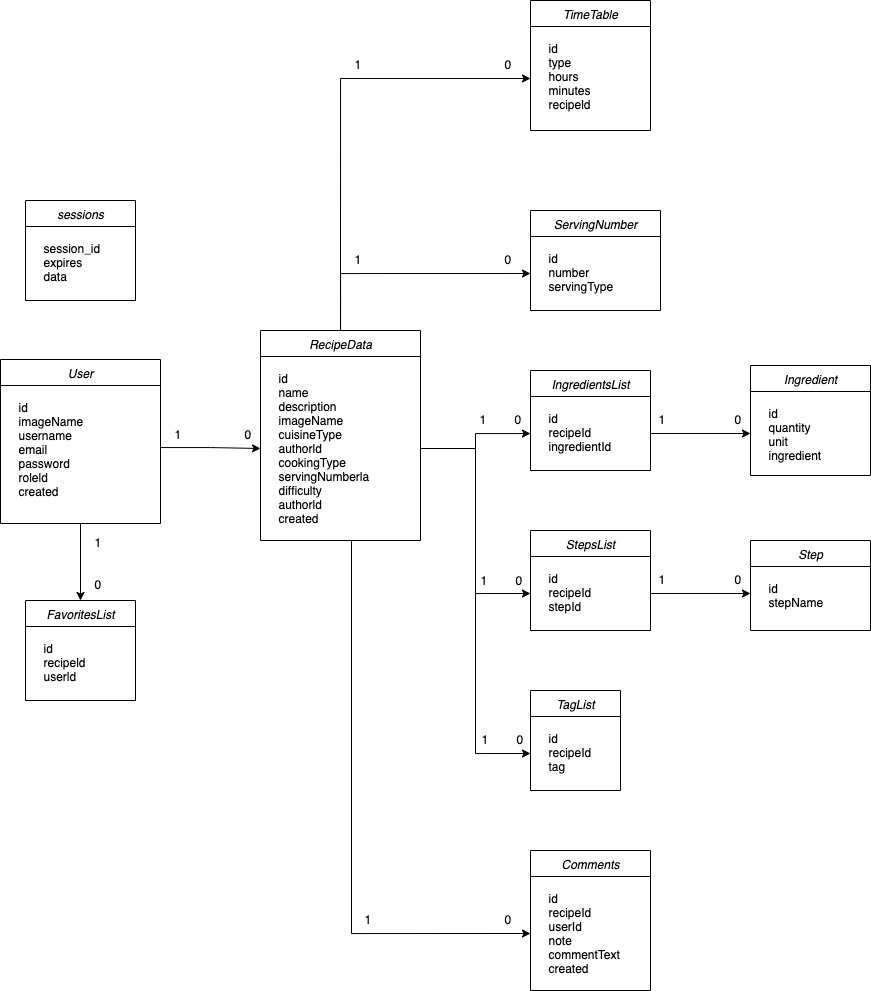 TimeTable
id
type
hours
minutes
recipeId
1
0
sessions
session_id
expires
data
ServingNumber
id
number
servingType
1
0
RecipeData
id
name
description
imageName
cuisineType
authorId
cookingType
servingNumberIa
difficulty
authorId
created
User
id
imageName
username
email
password
roleId
created
1
0
IngredientsList
id
recipeId
ingredientId
1
0
Ingredient
id
quantity
unit
ingredient
1
0
StepsList
id
recipeId
stepId
1
0
Step
id
stepName
1
0
1
0
FavoritesList
id
recipeId
userId
TagList
id
recipeId
tag
1
0
Comments
id
recipeId
userId
note
commentText
created
1
0